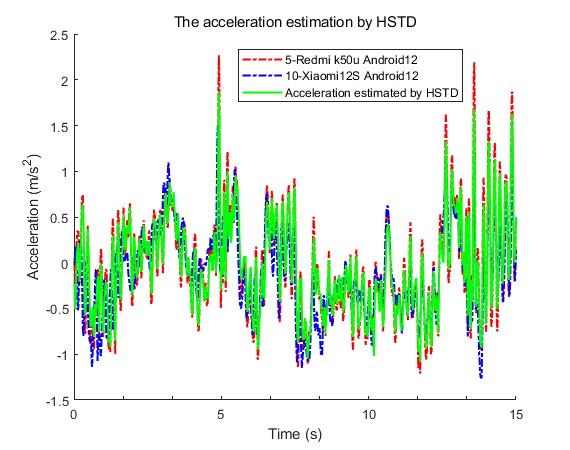 The acceleration estimation by HSTD
2.5
2
1.5
1
0.5
0
-0.5
-1
-1.5
Acceleration (m/s²)
5-Redmi k50u Android12
10-Xiaomi12S Android12
Acceleration estimated by HSTD
0
5
10
15
Time (s)